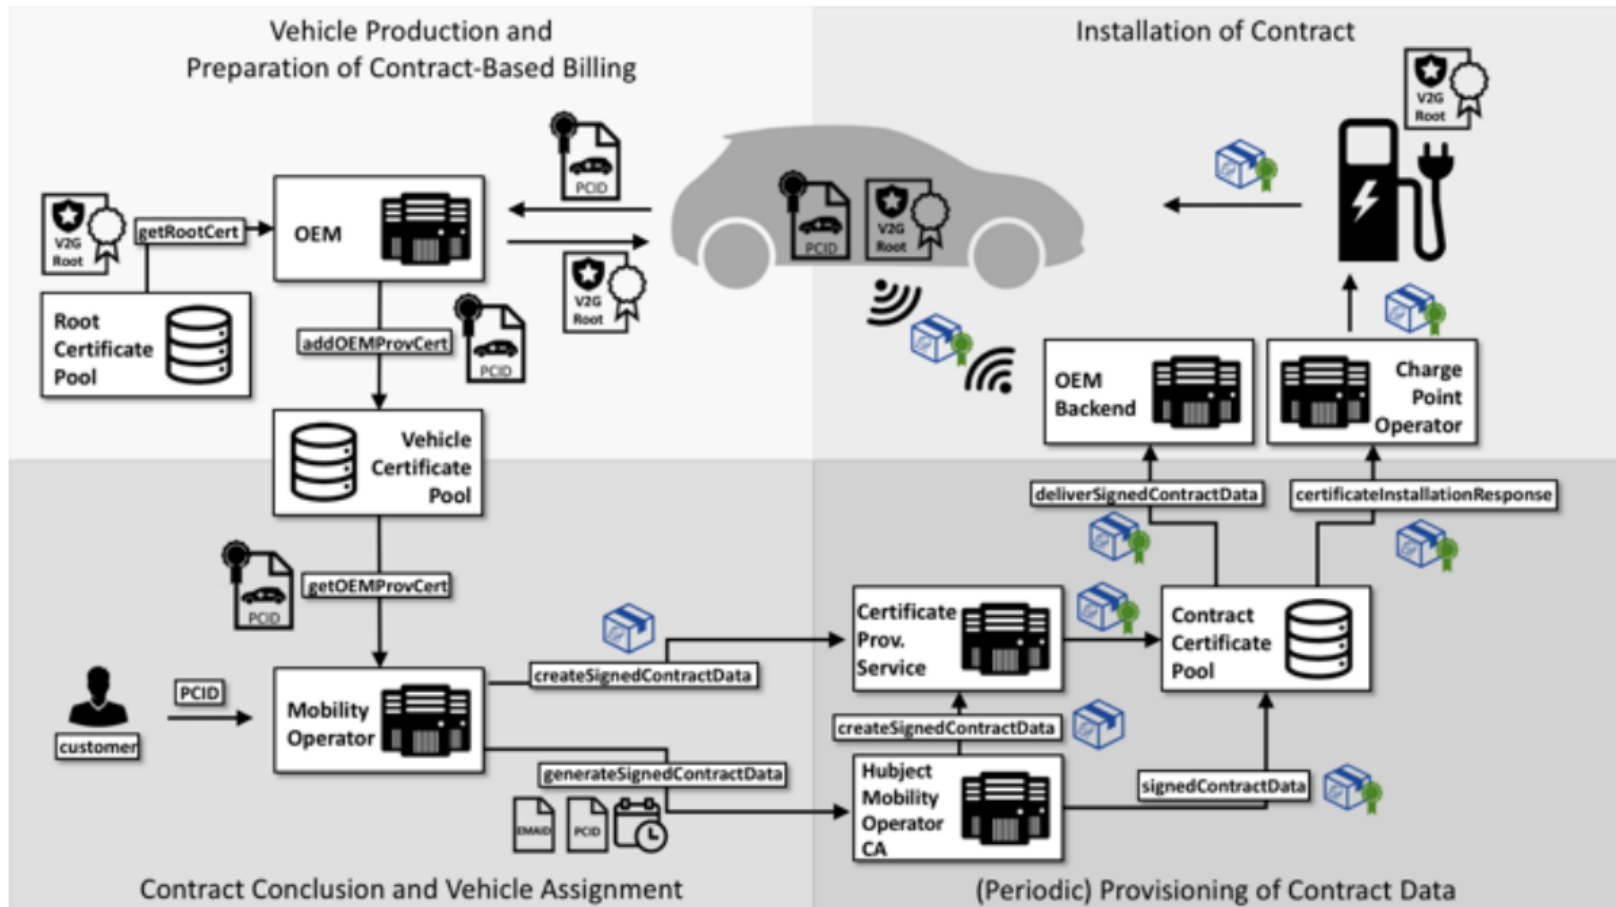 Vehicle Production and
Preparation of Contract-Based Billing
Installation of Contract
V2G
Root
PCID
V2G
Root
getRootCert
OEM
PCID
V2G
Root
V2G
Root
Root
Certificate
Pool
addOEMProvCert
PCID
OEM
Backend
Charge
Point
Operator
Vehicle
Certificate
Pool
deliverSignedContractData
certificateInstallationResponse
getOEMProvCert
PCID
Certificate
Prov.
Service
Contract
Certificate
Pool
createSignedContractData
PCID
customer
Mobility
Operator
createSignedContractData
generateSignedContractData
EMAID
PCID
Hubject
Mobility
Operator
CA
signedContractData
Contract Conclusion and Vehicle Assignment
(Periodic) Provisioning of Contract Data